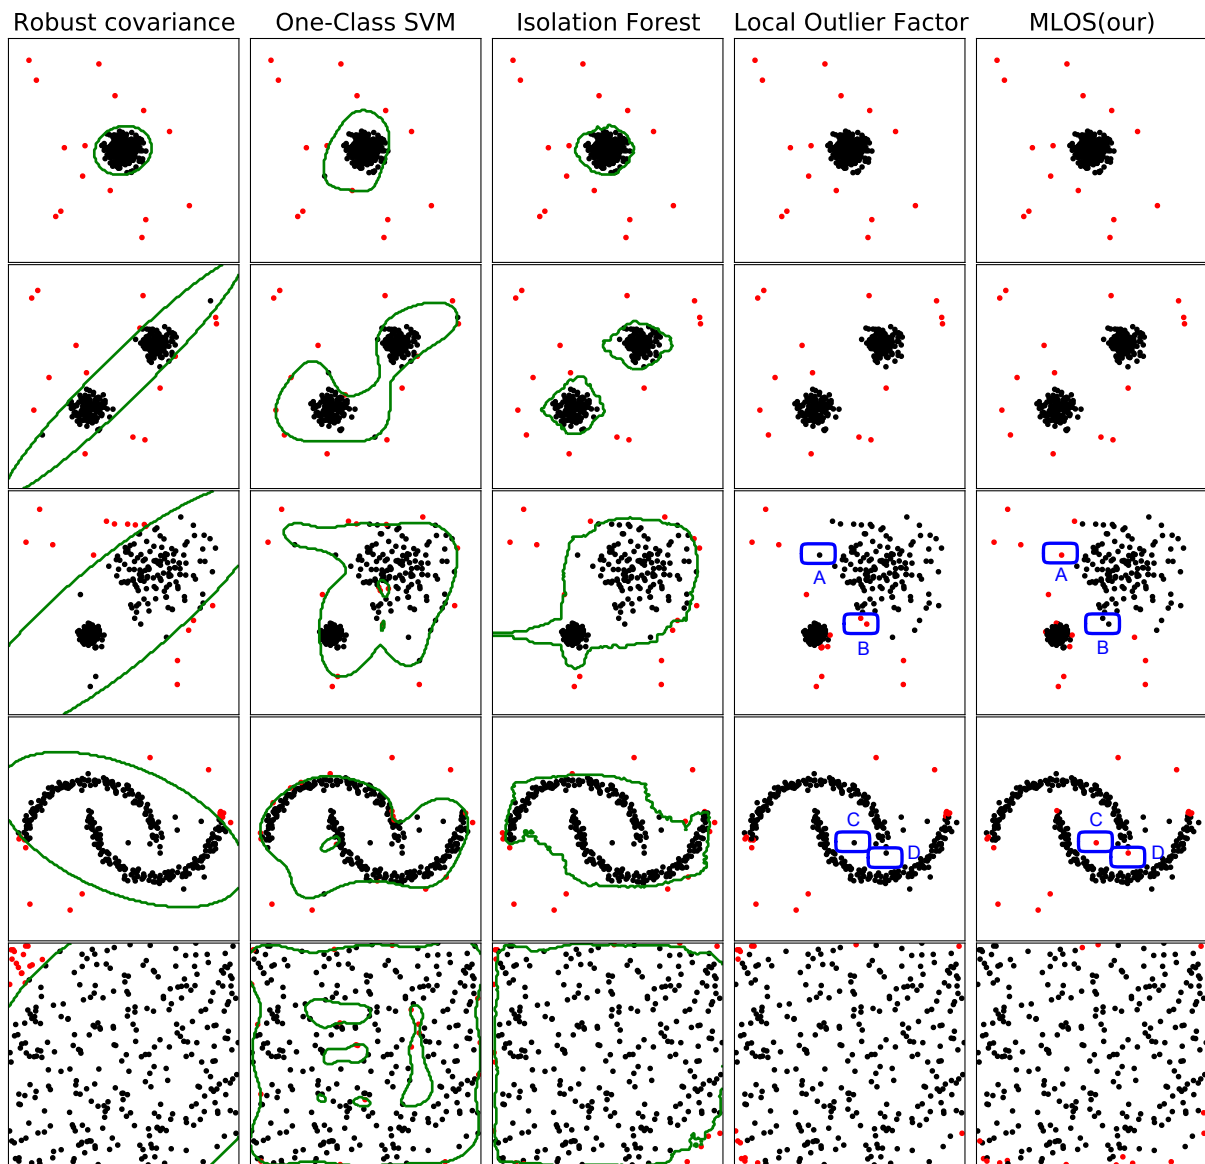 Robust covariance One-Class SVM Isolation Forest Local Outlier Factor MLOS(our)
A A
B B
C C
D D